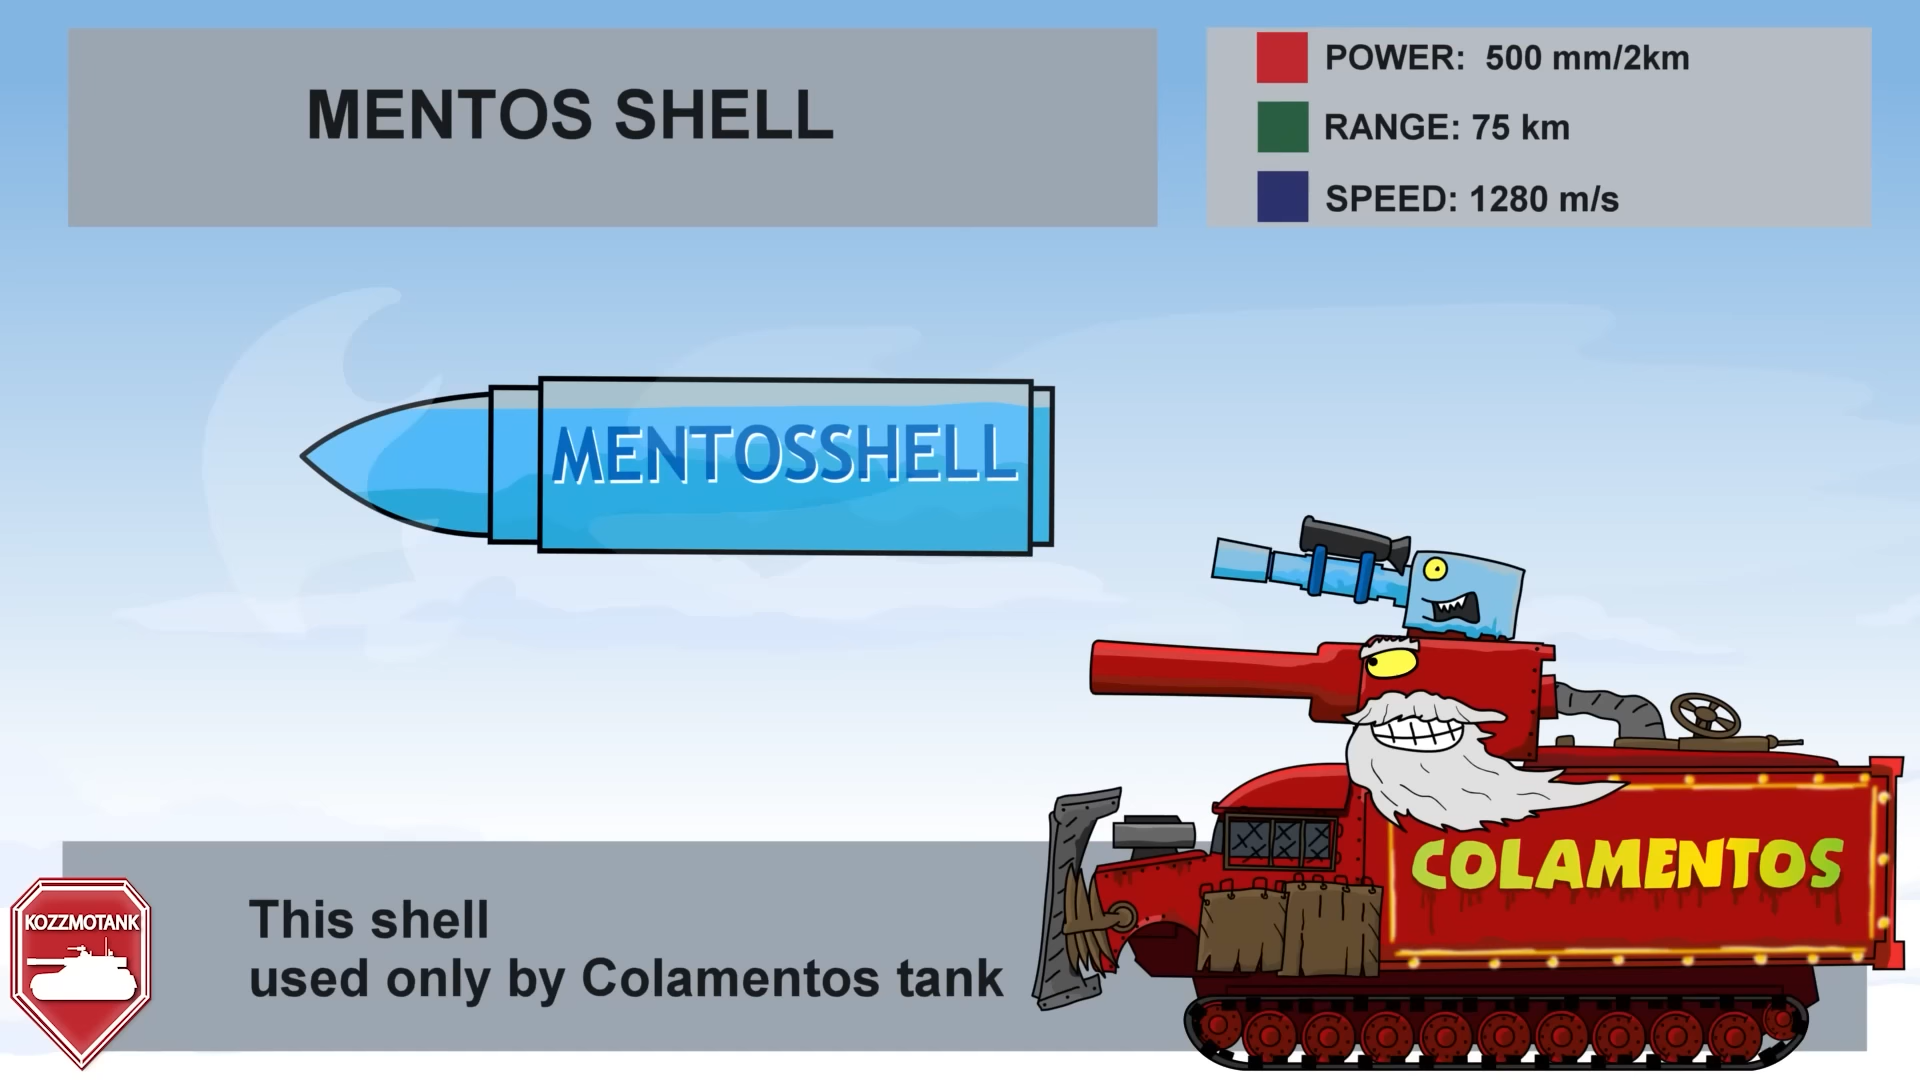 MENTOS SHELL
POWER: 500 mm/2km
RANGE: 75 km
SPEED: 1280 m/s
MENTOSSHELL
COLAMENTOS
KOZZMOTANK
This shell
used only by Colamentos tank